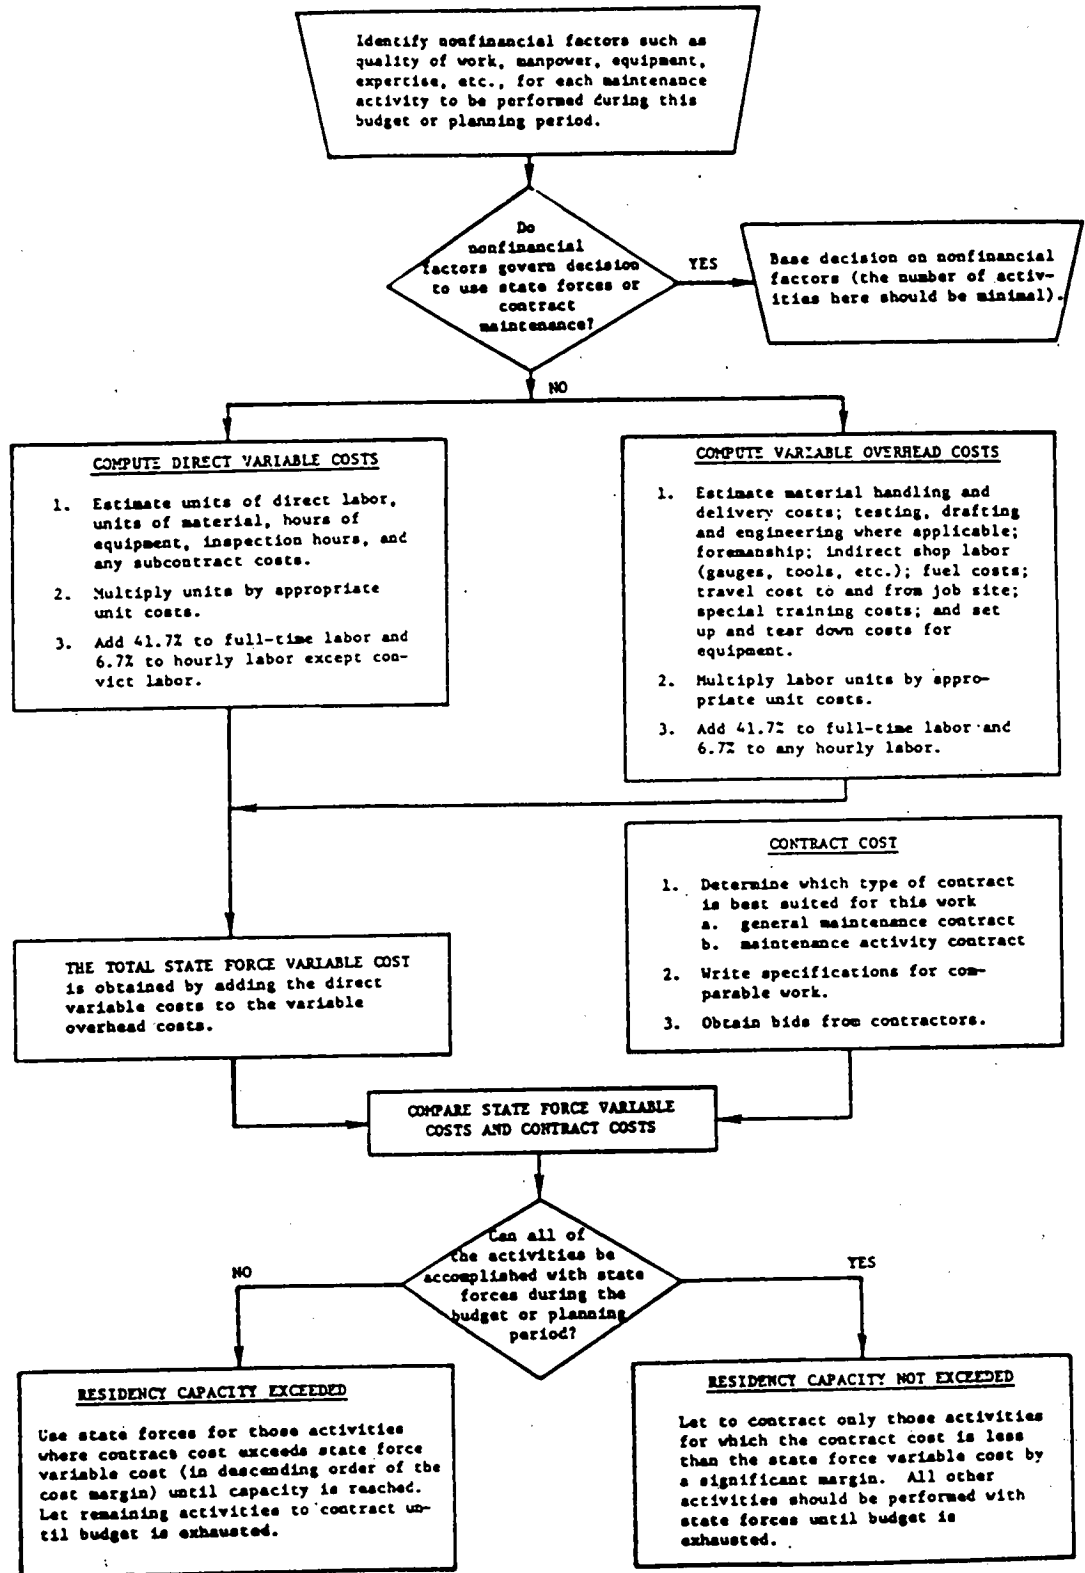 Identify nonfinancial factors such as
quality of work, manpower, equipment,
expertise, etc., for each maintenance
activity to be performed during this
budget or planning period.
Do
nonfinancial
factors govern decision
to use state forces or
contract
maintenance?
YES
Base decision on nonfinancial
factors (the number of activ-
ities here should be minimal).
NO
COMPUTE DIRECT VARIABLE COSTS
1. Estimate units of direct labor,
units of material, hours of
equipment, inspection hours, and
any subcontract costs.
2. Multiply units by appropriate
unit costs.
3. Add 41.7% to full-time labor and
6.7% to hourly labor except con-
vict labor.
COMPUTE VARIABLE OVERHEAD COSTS
1. Estimate material handling and
delivery costs; testing, drafting
and engineering where applicable;
foremanship; indirect shop labor
(gauges, tools, etc.); fuel costs;
travel cost to and from job site;
special training costs; and set
up and tear down costs for
equipment.
2. Multiply labor units by appro-
priate unit costs.
3. Add 41.7% to full-time labor and
6.7% to any hourly labor.
THE TOTAL STATE FORCE VARIABLE COST
is obtained by adding the direct
variable costs to the variable
overhead costs.
CONTRACT COST
1. Determine which type of contract
is best suited for this work
a. general maintenance contract
b. maintenance activity contract
2. Write specifications for com-
parable work.
3. Obtain bids from contractors.
COMPARE STATE FORCE VARIABLE
COSTS AND CONTRACT COSTS
Can all of
the activities be
accomplished with state
forces during the
budget or planning
period?
NO
YES
RESIDENCY CAPACITY EXCEEDED
Use state forces for those activities
where contract cost exceeds state force
variable cost (in descending order of the
cost margin) until capacity is reached.
Let remaining activities to contract un-
til budget is exhausted.
RESIDENCY CAPACITY NOT EXCEEDED
Let to contract only those activities
for which the contract cost is less
than the state force variable cost by
a significant margin. All other
activities should be performed with
state forces until budget is
exhausted.